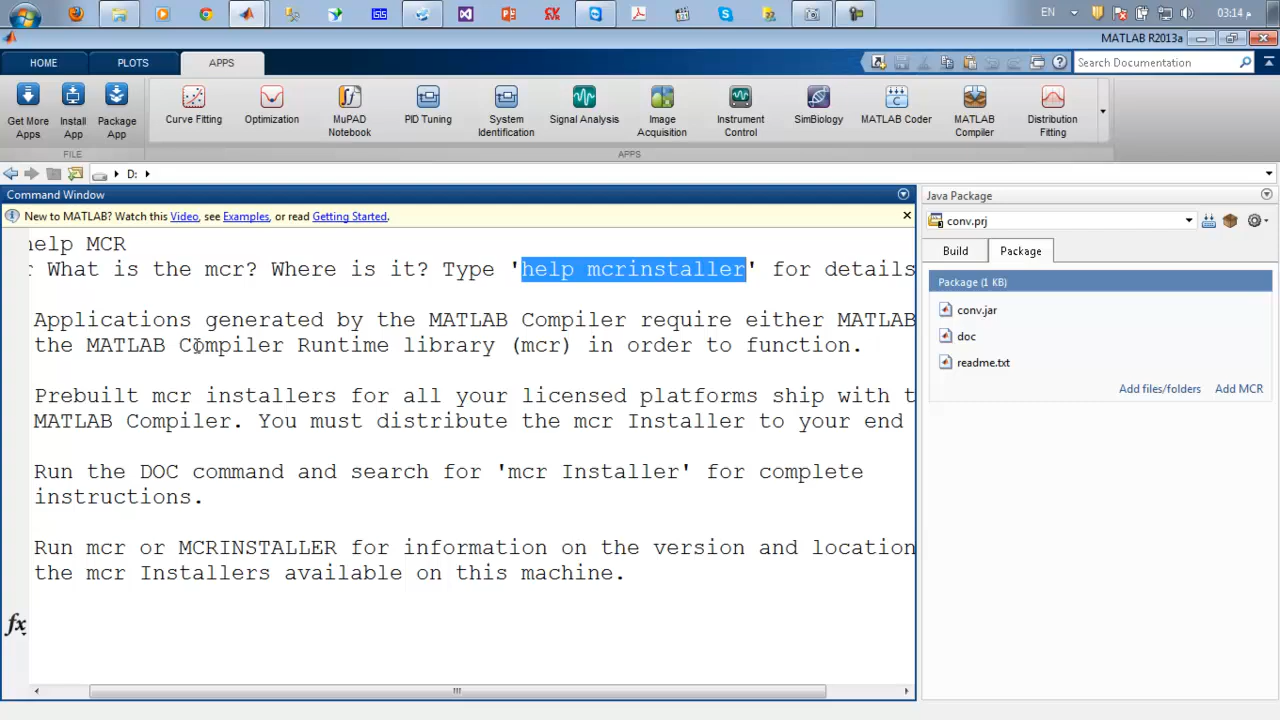 EN
03:14 م
MATLAB R2013a
HOME
PLOTS
APPS
Search Documentation
Get More Apps
Install App
Package App
Curve Fitting
Optimization
MuPAD Notebook
PID Tuning
System Identification
Signal Analysis
Image Acquisition
Instrument Control
SimBiology
MATLAB Coder
MATLAB Compiler
Distribution Fitting
FILE
APPS
D:
Command Window
New to MATLAB? Watch this Video, see Examples, or read Getting Started.
help MCR
r What is the mcr? Where is it? Type 'help mcrinstaller' for details
Applications generated by the MATLAB Compiler require either MATLAB
the MATLAB Compiler Runtime library (mcr) in order to function.
Prebuilt mcr installers for all your licensed platforms ship with t
MATLAB Compiler. You must distribute the mcr Installer to your end
Run the DOC command and search for 'mcr Installer' for complete
instructions.
Run mcr or MCRINSTALLER for information on the version and location
the mcr Installers available on this machine.
fx
Java Package
conv.prj
Build
Package
Package (1 KB)
conv.jar
doc
readme.txt
Add files/folders
Add MCR